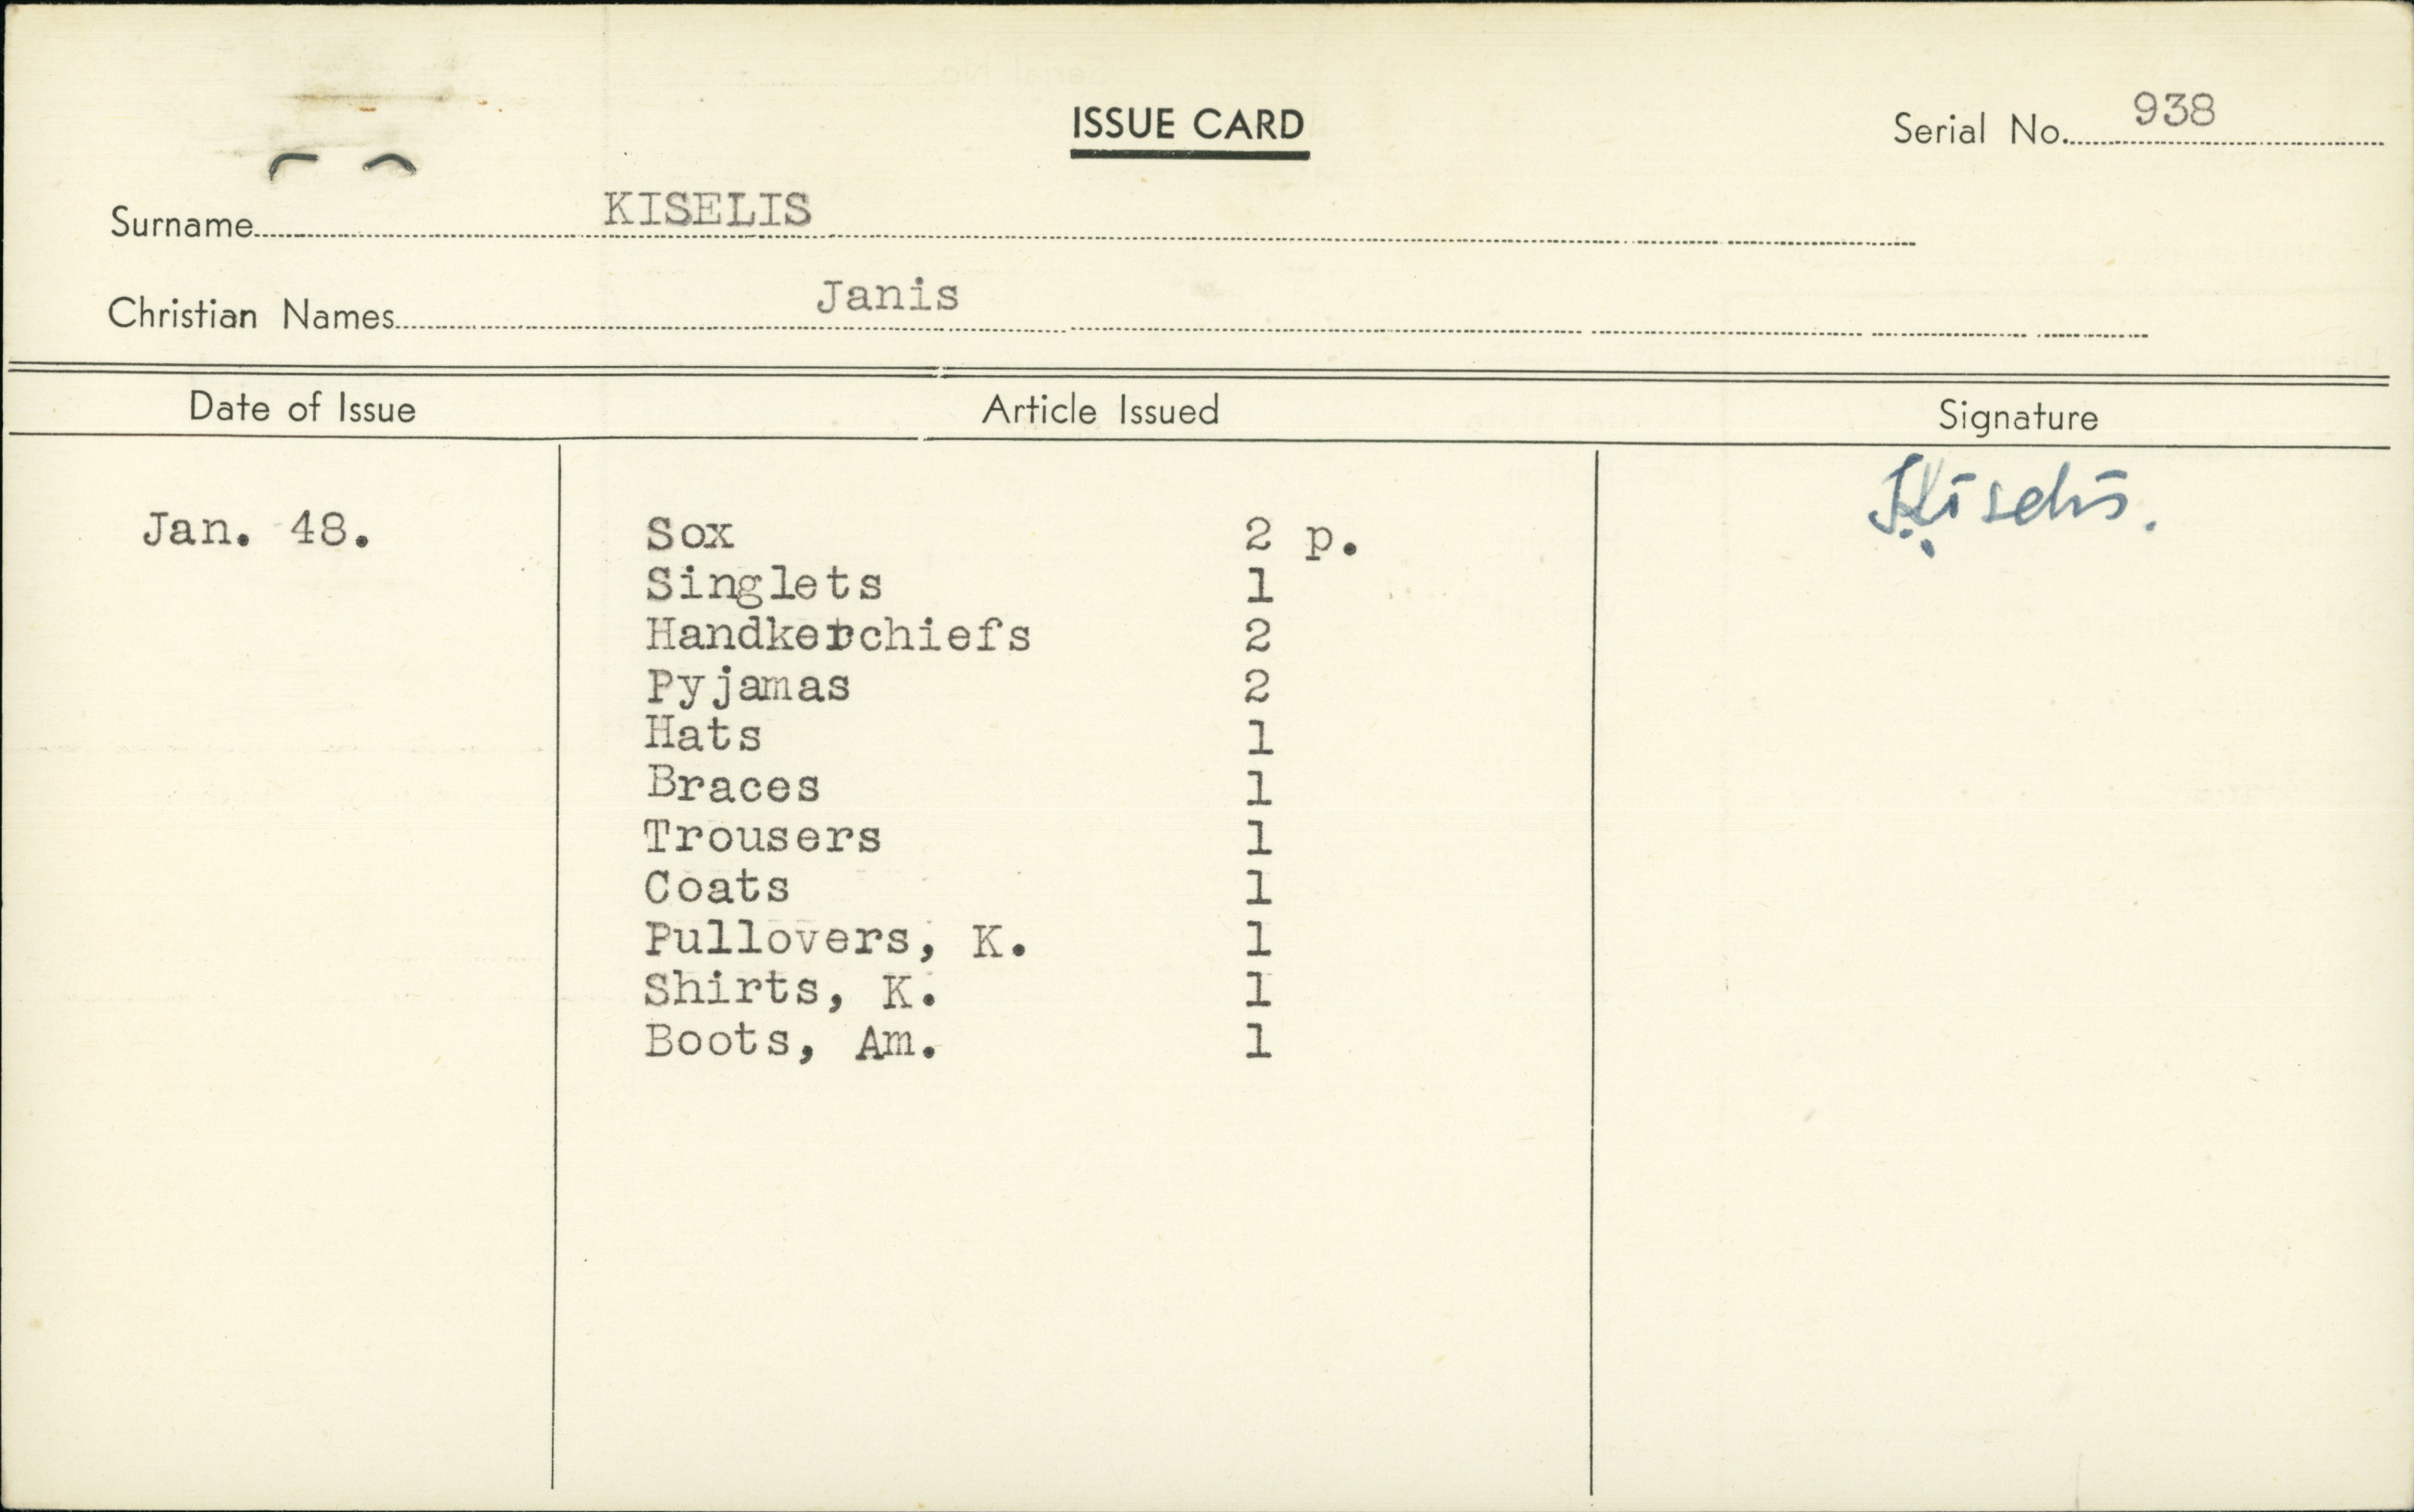 ISSUE CARD
Serial No. 938
Surname KISELIS
Christian Names Janis
Date of Issue Article Issued Signature
Jan. 48. Sox 2 p. JKiselis.
Singlets 1
Handkerchiefs 2
Pyjamas 2
Hats 1
Braces 1
Trousers 1
Coats 1
Pullovers, K. 1
Shirts, K. 1
Boots, Am. 1